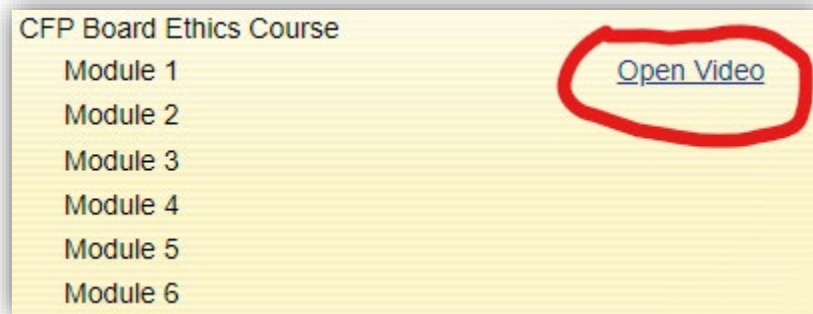 CFP Board Ethics Course
Module 1 Open Video
Module 2
Module 3
Module 4
Module 5
Module 6